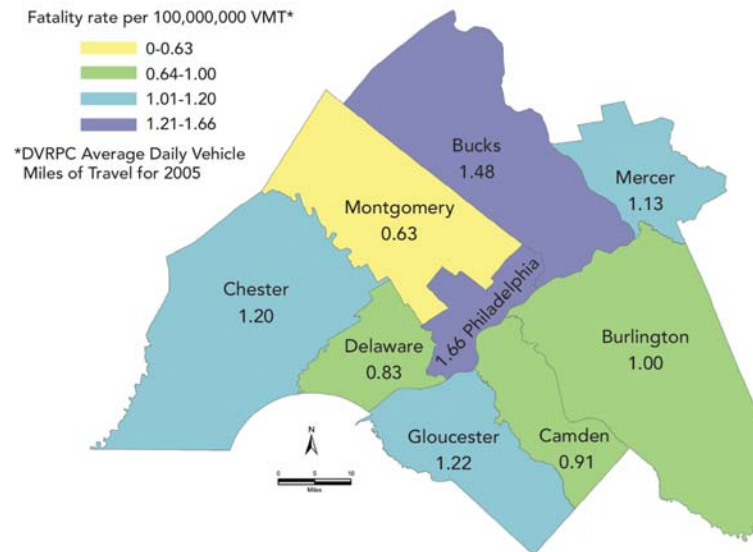 Fatality rate per 100,000,000 VMT*
0-0.63
0.64-1.00
1.01-1.20
1.21-1.66
*DVRPC Average Daily Vehicle
Miles of Travel for 2005
Bucks
1.48
Mercer
1.13
Montgomery
0.63
Chester
1.20
1.66 Philadelphia
Delaware
0.83
Burlington
1.00
Gloucester
1.22
Camden
0.91
N
0 5 10
Miles